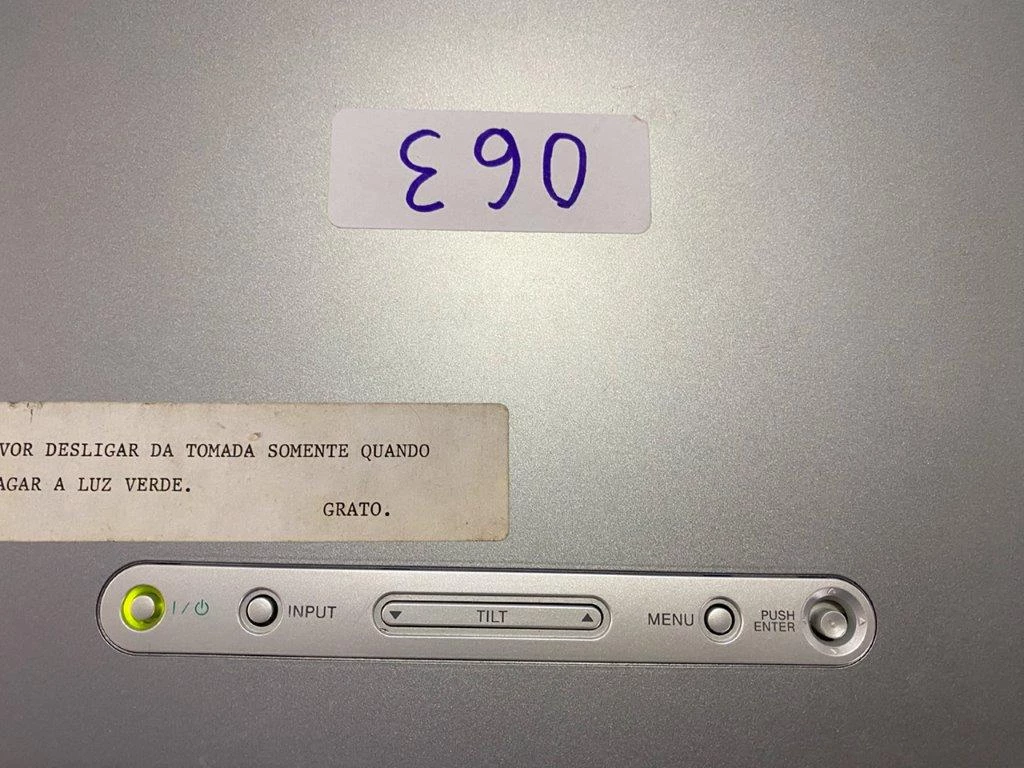 063
VOR DESLIGAR DA TOMADA SOMENTE QUANDO
AGAR A LUZ VERDE.
GRATO.
I / ⏻ INPUT TILT MENU PUSH
ENTER